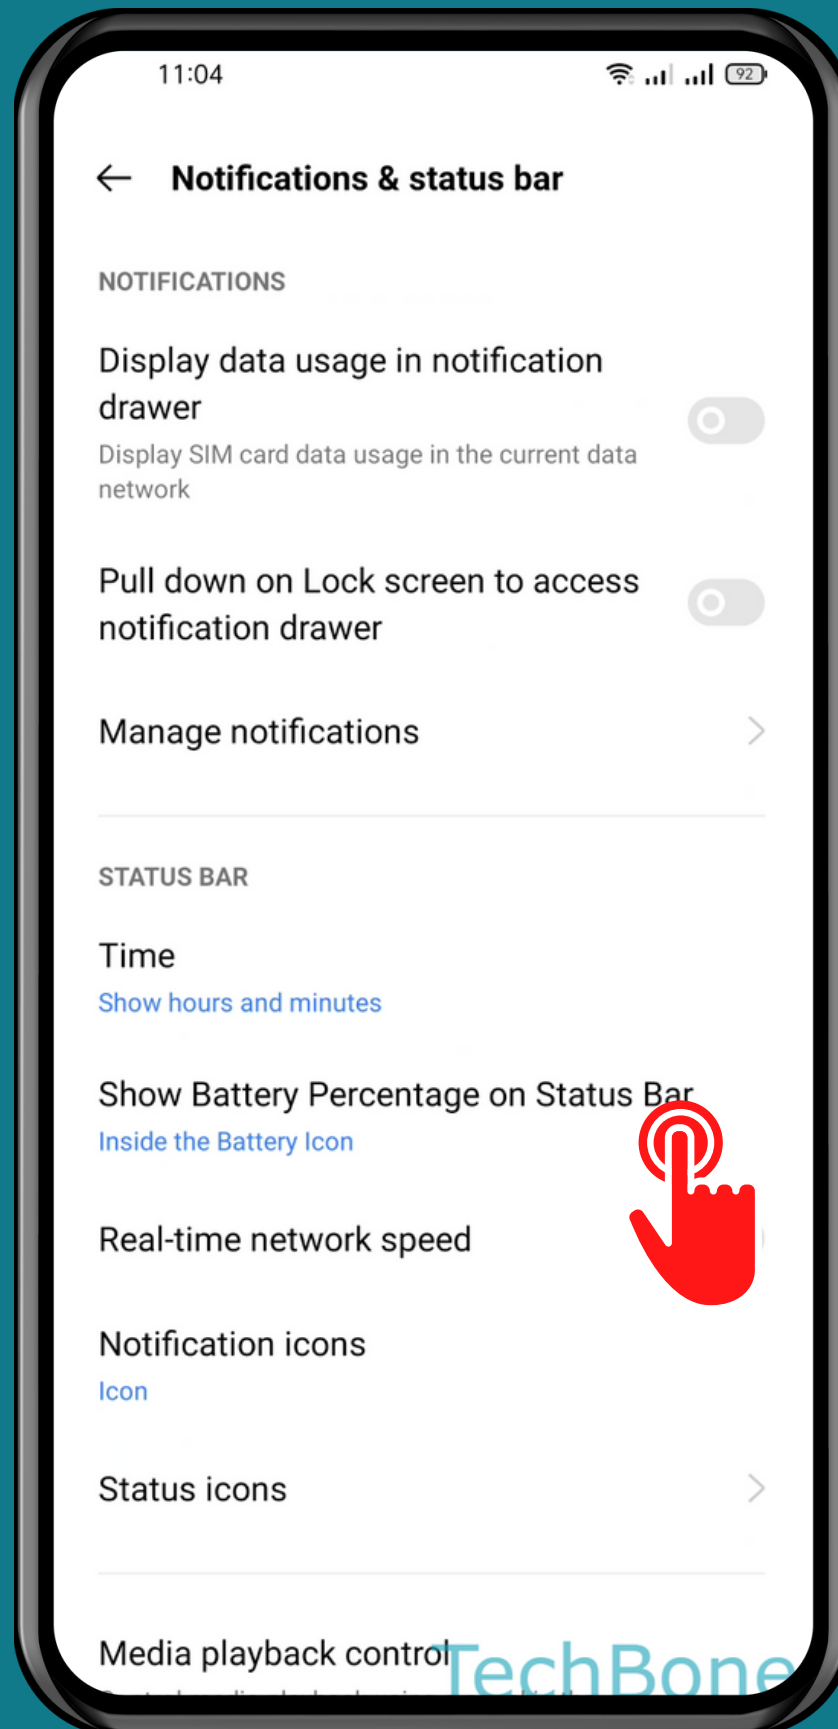 11:04
92
Notifications & status bar
NOTIFICATIONS
Display data usage in notification
drawer
Display SIM card data usage in the current data
network
Pull down on Lock screen to access
notification drawer
Manage notifications
STATUS BAR
Time
Show hours and minutes
Show Battery Percentage on Status Bar
Inside the Battery Icon
Real-time network speed
Notification icons
Icon
Status icons
Media playback control
TechBone